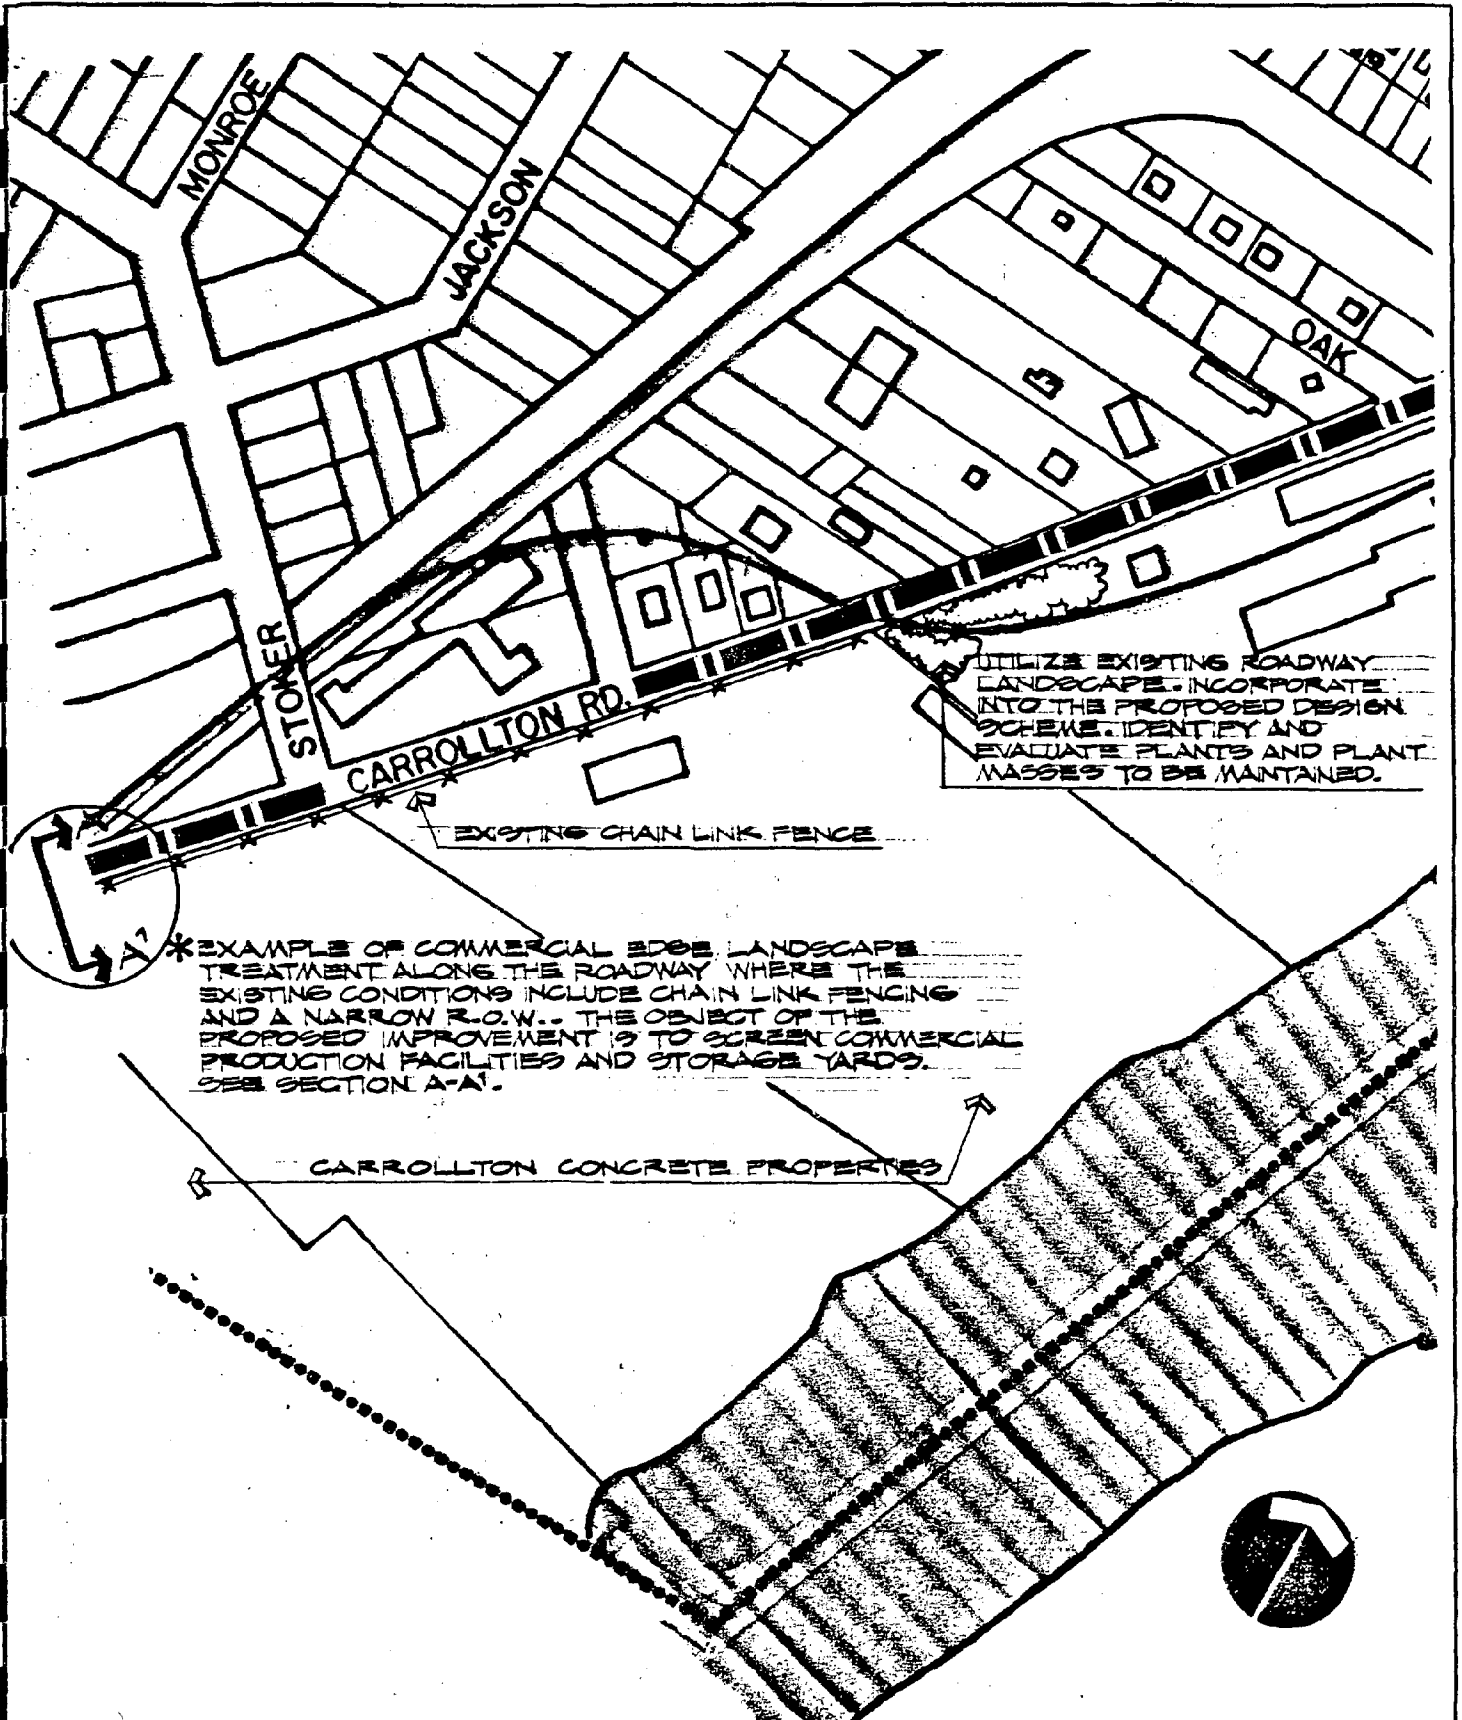 MONROE
JACKSON
OAK
STOWER
CARROLLTON RD.
UTILIZE EXISTING ROADWAY
LANDSCAPE. INCORPORATE
INTO THE PROPOSED DESIGN
SCHEME. IDENTIFY AND
EVALUATE PLANTS AND PLANT
MASSES TO BE MAINTAINED.
EXISTING CHAIN LINK FENCE
A
A'
*EXAMPLE OF COMMERCIAL EDGE LANDSCAPE
TREATMENT ALONG THE ROADWAY WHERE THE
EXISTING CONDITIONS INCLUDE CHAIN LINK FENCING
AND A NARROW R.O.W.. THE OBJECT OF THE
PROPOSED IMPROVEMENT IS TO SCREEN COMMERCIAL
PRODUCTION FACILITIES AND STORAGE YARDS.
SEE SECTION A-A'.
CARROLLTON CONCRETE PROPERTIES